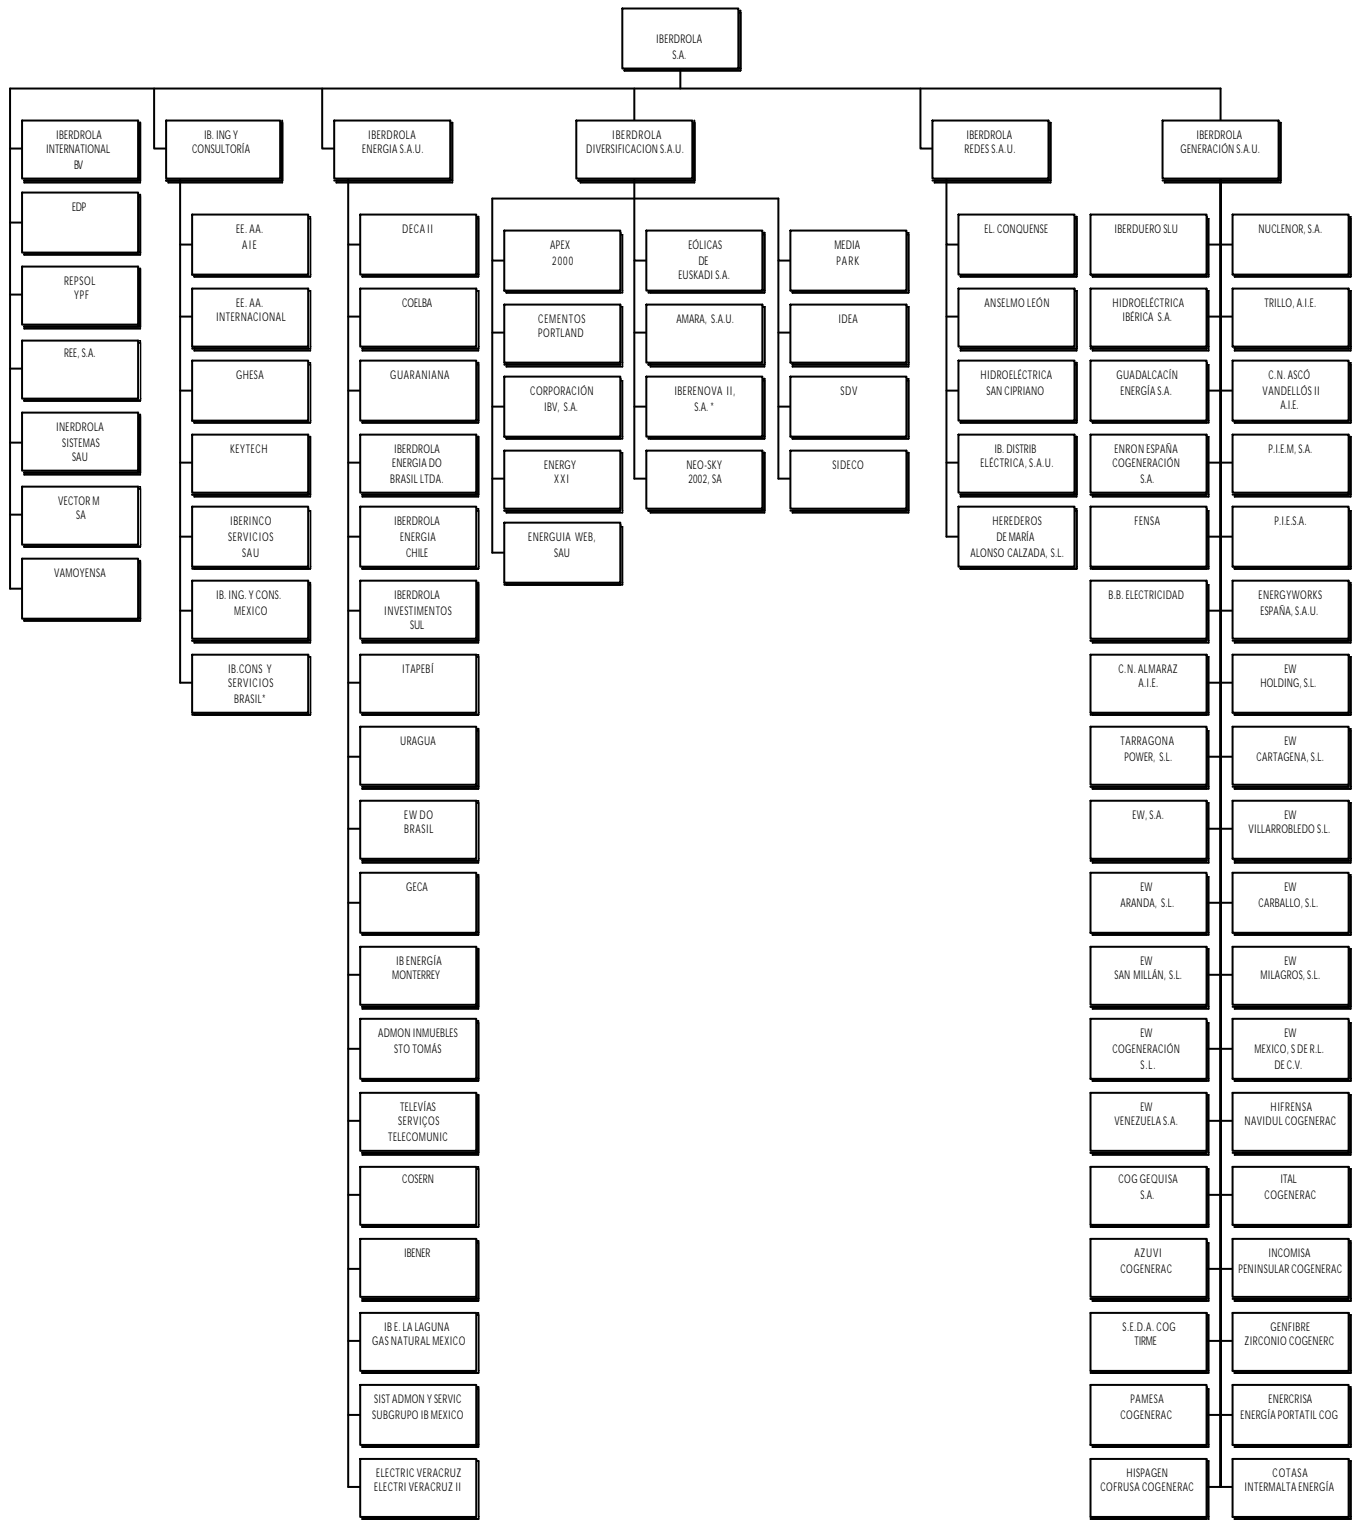 IBERDROLA
S.A.
IBERDROLA
INTERNATIONAL
BV
EDP
REPSOL
YPF
REE, S.A.
INERDROLA
SISTEMAS
SAU
VECTOR M
SA
VAMOYENSA
IB. ING Y
CONSULTORÍA
EE. AA.
AIE
EE. AA.
INTERNACIONAL
GHESA
KEYTECH
IBERINCO
SERVICIOS
SAU
IB. ING. Y CONS.
MEXICO
IB.CONS Y
SERVICIOS
BRASIL*
IBERDROLA
ENERGIA S.A.U.
DECA II
COELBA
GUARANIANA
IBERDROLA
ENERGIA DO
BRASIL LTDA.
IBERDROLA
ENERGIA
CHILE
IBERDROLA
INVESTIMENTOS
SUL
ITAPEBÍ
URAGUA
EW DO
BRASIL
GECA
IB ENERGÍA
MONTERREY
ADMON INMUEBLES
STO TOMÁS
TELEVÍAS
SERVIÇOS
TELECOMUNIC
COSERN
IBENER
IB E. LA LAGUNA
GAS NATURAL MEXICO
SIST ADMON Y SERVIC
SUBGRUPO IB MEXICO
ELECTRIC VERACRUZ
ELECTRI VERACRUZ II
IBERDROLA
DIVERSIFICACION S.A.U.
APEX
2000
CEMENTOS
PORTLAND
CORPORACIÓN
IBV, S.A.
ENERGY
XXI
ENERGUIA WEB,
SAU
EÓLICAS
DE
EUSKADI S.A.
AMARA, S.A.U.
IBERENOVA II,
S.A. *
NEO-SKY
2002, SA
MEDIA
PARK
IDEA
SDV
SIDECO
IBERDROLA
REDES S.A.U.
EL. CONQUENSE
ANSELMO LEÓN
HIDROELÉCTRICA
SAN CIPRIANO
IB. DISTRIB
ELÉCTRICA, S.A.U.
HEREDEROS
DE MARÍA
ALONSO CALZADA, S.L.
IBERDROLA
GENERACIÓN S.A.U.
IBERDUERO SLU
HIDROELÉCTRICA
IBÉRICA S.A.
GUADALCACÍN
ENERGÍA S.A.
ENRON ESPAÑA
COGENERACIÓN
S.A.
FENSA
B.B. ELECTRICIDAD
C.N. ALMARAZ
A.I.E.
TARRAGONA
POWER, S.L.
EW, S.A.
EW
ARANDA, S.L.
EW
SAN MILLÁN, S.L.
EW
COGENERACIÓN
S.L.
EW
VENEZUELA S.A.
COG GEQUISA
S.A.
AZUVI
COGENERAC
S.E.D.A. COG
TIRME
PAMESA
COGENERAC
HISPAGEN
COFRUSA COGENERAC
NUCLENOR, S.A.
TRILLO, A.I.E.
C.N. ASCÓ
VANDELLÓS II
A.I.E.
P.I.E.M, S.A.
P.I.E.S.A.
ENERGYWORKS
ESPAÑA, S.A.U.
EW
HOLDING, S.L.
EW
CARTAGENA, S.L.
EW
VILLARROBLEDO S.L.
EW
CARBALLO, S.L.
EW
MILAGROS, S.L.
EW
MEXICO, S DE R.L.
DE C.V.
HIFRENSA
NAVIDUL COGENERAC
ITAL
COGENERAC
INCOMISA
PENINSULAR COGENERAC
GENFIBRE
ZIRCONIO COGENERC
ENERCRISA
ENERGÍA PORTATIL COG
COTASA
INTERMALTA ENERGÍA